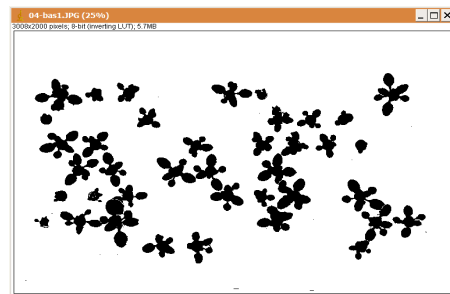 04-bas1.JPG (25%)
3008x2000 pixels; 8-bit (inverting LUT); 5.7MB